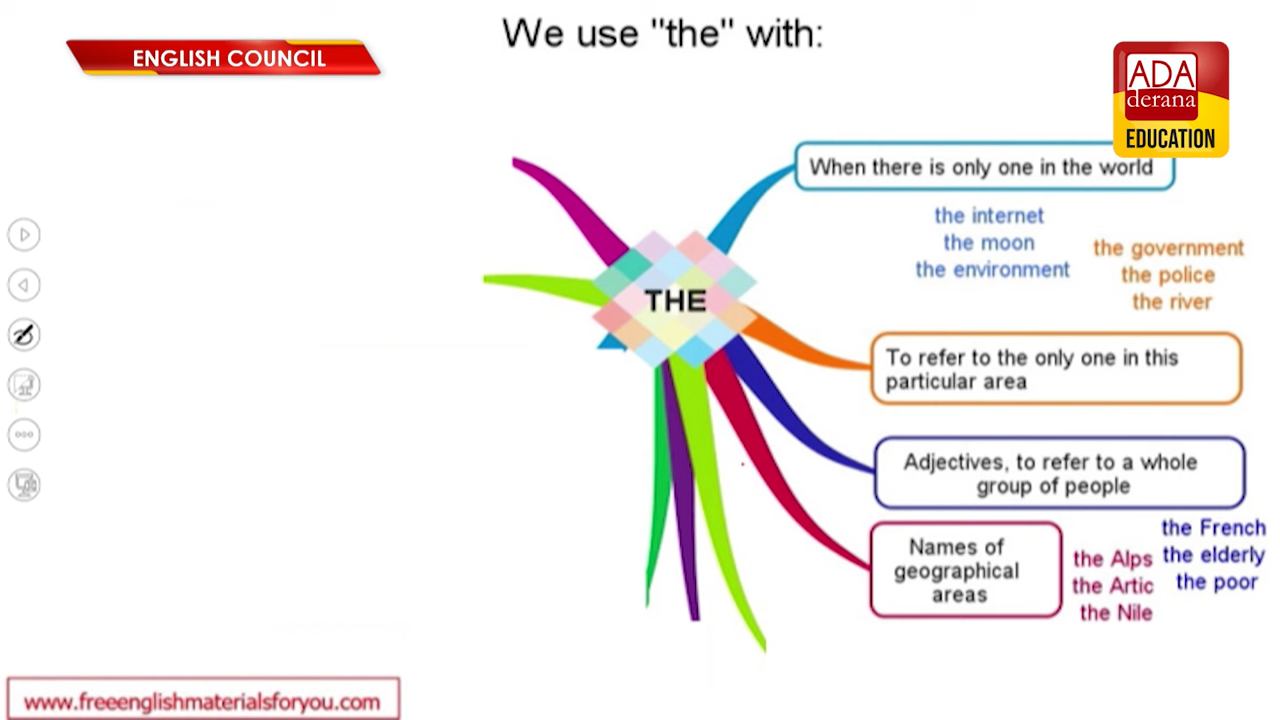 We use "the" with:
ENGLISH COUNCIL
ADA
derana
EDUCATION
When there is only one in the world
the internet
the moon
the environment
the government
the police
the river
THE
To refer to the only one in this
particular area
Adjectives, to refer to a whole
group of people
the French
the elderly
the poor
Names of
geographical
areas
the Alps
the Artic
the Nile
www.freeenglishmaterialsforyou.com